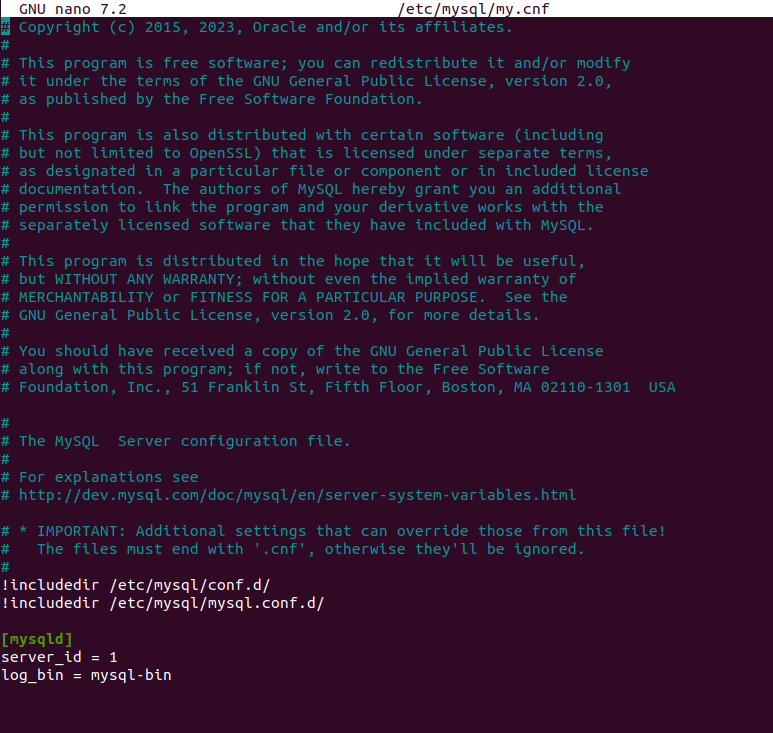 GNU nano 7.2 /etc/mysql/my.cnf
# Copyright (c) 2015, 2023, Oracle and/or its affiliates.
#
# This program is free software; you can redistribute it and/or modify
# it under the terms of the GNU General Public License, version 2.0,
# as published by the Free Software Foundation.
#
# This program is also distributed with certain software (including
# but not limited to OpenSSL) that is licensed under separate terms,
# as designated in a particular file or component or in included license
# documentation.  The authors of MySQL hereby grant you an additional
# permission to link the program and your derivative works with the
# separately licensed software that they have included with MySQL.
#
# This program is distributed in the hope that it will be useful,
# but WITHOUT ANY WARRANTY; without even the implied warranty of
# MERCHANTABILITY or FITNESS FOR A PARTICULAR PURPOSE.  See the
# GNU General Public License, version 2.0, for more details.
#
# You should have received a copy of the GNU General Public License
# along with this program; if not, write to the Free Software
# Foundation, Inc., 51 Franklin St, Fifth Floor, Boston, MA 02110-1301  USA

#
# The MySQL  Server configuration file.
#
# For explanations see
# http://dev.mysql.com/doc/mysql/en/server-system-variables.html

# * IMPORTANT: Additional settings that can override those from this file!
#   The files must end with '.cnf', otherwise they'll be ignored.
#
!includedir /etc/mysql/conf.d/
!includedir /etc/mysql/mysql.conf.d/

[mysqld]
server_id = 1
log_bin = mysql-bin